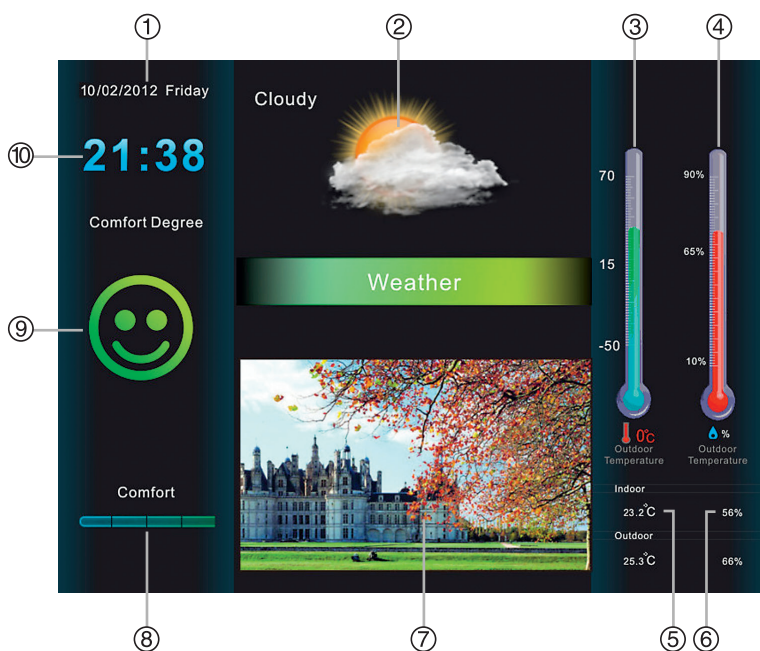 ① ② ③ ④
10/02/2012 Friday
21:38
⑩
Comfort Degree
⑨
Comfort
⑧
Cloudy
Weather
⑦
70
15
-50
0℃
Outdoor
Temperature
90%
65%
10%
%
Outdoor
Temperature
Indoor
23.2°C 56%
Outdoor
25.3°C 66%
⑤ ⑥